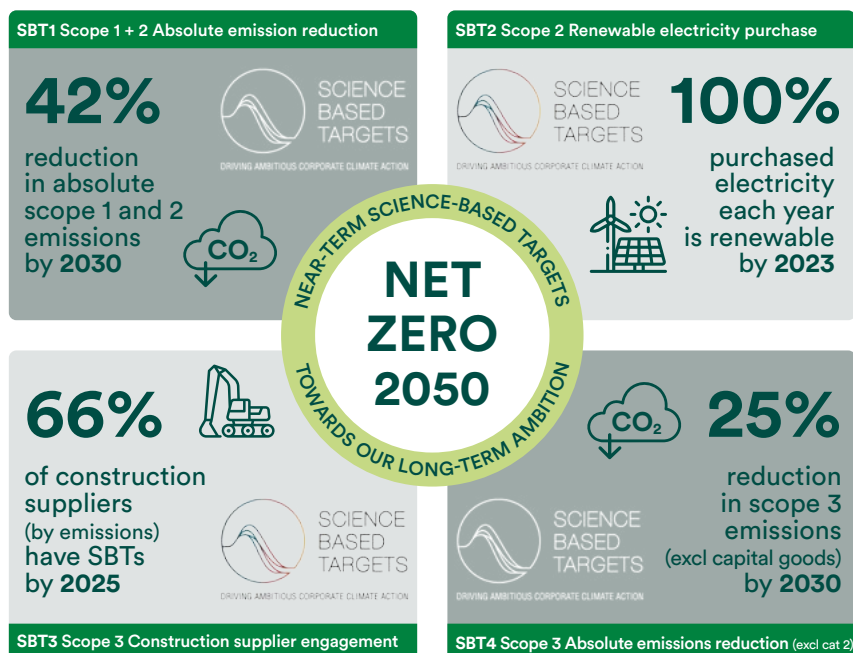 SBT1 Scope 1 + 2 Absolute emission reduction
42%
reduction
in absolute
scope 1 and 2
emissions
by 2030
SCIENCE
BASED
TARGETS
DRIVING AMBITIOUS CORPORATE CLIMATE ACTION
CO₂
SBT2 Scope 2 Renewable electricity purchase
SCIENCE
BASED
TARGETS
DRIVING AMBITIOUS CORPORATE CLIMATE ACTION
100%
purchased
electricity
each year
is renewable
by 2023
NEAR-TERM SCIENCE-BASED TARGETS
NET
ZERO
2050
TOWARDS OUR LONG-TERM AMBITION
66%
of construction
suppliers
(by emissions)
have SBTs
by 2025
SCIENCE
BASED
TARGETS
DRIVING AMBITIOUS CORPORATE CLIMATE ACTION
SBT3 Scope 3 Construction supplier engagement
CO₂
25%
reduction
in scope 3
emissions
(excl capital goods)
by 2030
SCIENCE
BASED
TARGETS
DRIVING AMBITIOUS CORPORATE CLIMATE ACTION
SBT4 Scope 3 Absolute emissions reduction (excl cat 2)